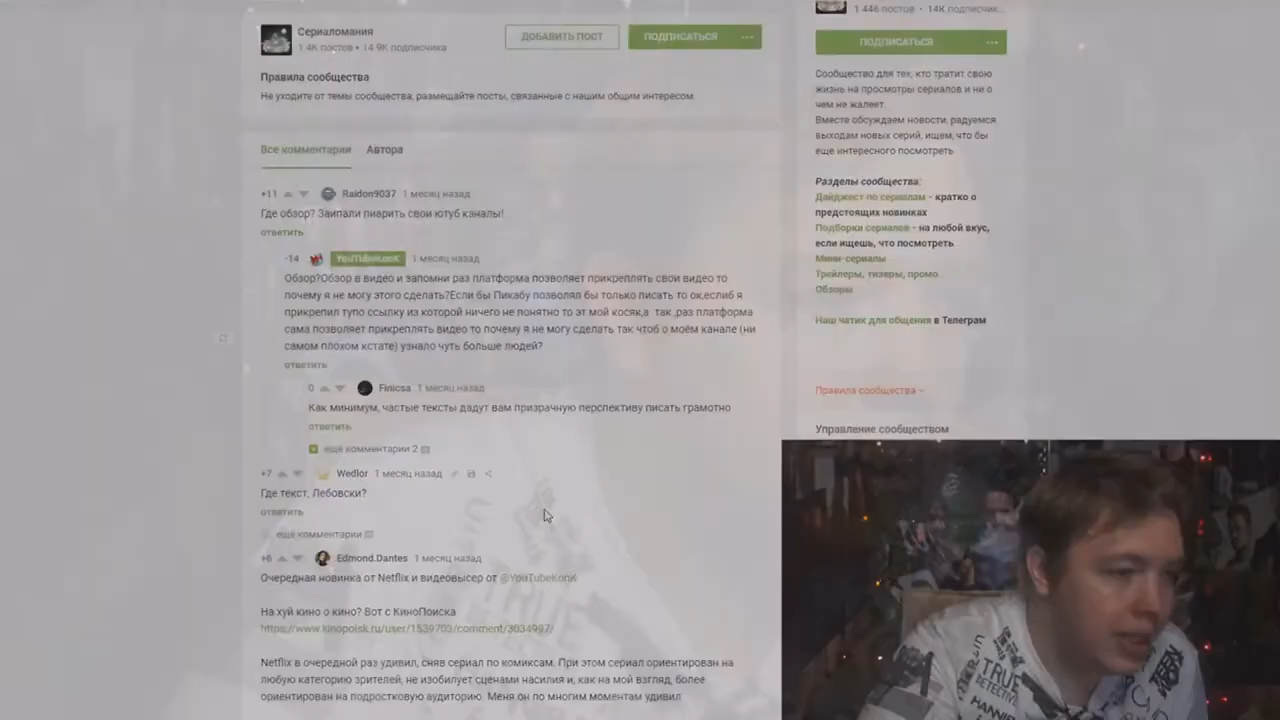 Сериаломания
1.4K постов • 14.9K подписчика
ДОБАВИТЬ ПОСТ
ПОДПИСАТЬСЯ
Правила сообщества
Не уходите от темы сообщества, размещайте посты, связанные с нашим общим интересом.
Все комментарии Автора
+11 Raidon9037 1 месяц назад
Где обзор? Заипали пиарить свои ютуб каналы!
ответить
-14 YouTubeKonK 1 месяц назад
Обзор?Обзор в видео и запомни раз платформа позволяет прикреплять свои видео то
почему я не могу этого сделать?Если бы Пикабу позволял бы только писать то ок,еслиб я
прикрепил тупо ссылку из которой ничего не понятно то эт мой косяк,а так ,раз платформа
сама позволяет прикреплять видео то почему я не могу сделать так чтоб о моём канале (ни
самом плохом кстате) узнало чуть больше людей?
ответить
0 Finicsa 1 месяц назад
Как минимум, частые тексты дадут вам призрачную перспективу писать грамотно
ответить
ещё комментарии 2
+7 Wedlor 1 месяц назад
Где текст, Лебовски?
ответить
ещё комментарии
+6 Edmond.Dantes 1 месяц назад
Очередная новинка от Netflix и видеовысер от @YouTubeKonK
На хуй кино о кино? Вот с КиноПоиска
https://www.kinopoisk.ru/user/1539703/comment/3034997/
Netflix в очередной раз удивил, сняв сериал по комиксам. При этом сериал ориентирован на
любую категорию зрителей, не изобилует сценами насилия и, как на мой взгляд, более
ориентирован на подростковую аудиторию. Меня он по многим моментам удивил
1 446 постов • 14K подписчик...
ПОДПИСАТЬСЯ
Сообщество для тех, кто тратит свою
жизнь на просмотры сериалов и ни о
чем не жалеет.
Вместе обсуждаем новости, радуемся
выходам новых серий, ищем, что бы
еще интересного посмотреть
Разделы сообщества:
Дайджест по сериалам - кратко о
предстоящих новинках
Подборки сериалов - на любой вкус,
если ищешь, что посмотреть
Мини-сериалы
Трейлеры, тизеры, промо
Обзоры
Наш чатик для общения в Телеграм
Правила сообщества
Управление сообществом
TRUE
DETECTIVE